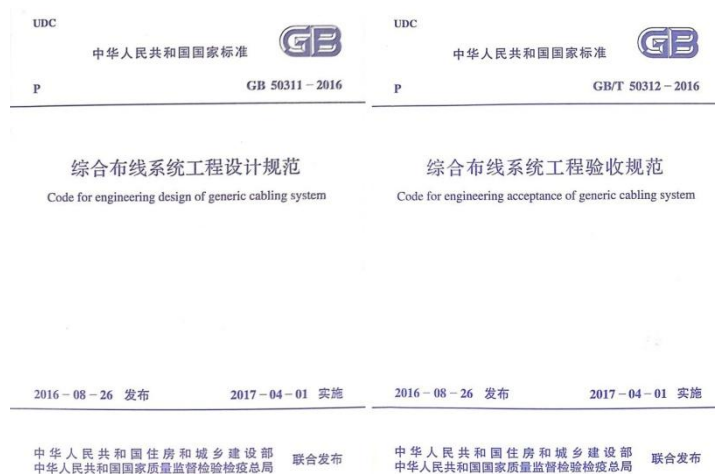 UDC
中华人民共和国国家标准
GB
P
GB 50311-2016
综合布线系统工程设计规范
Code for engineering design of generic cabling system
2016-08-26 发布
2017-04-01 实施
中华人民共和国住房和城乡建设部
中华人民共和国国家质量监督检验检疫总局
联合发布
UDC
中华人民共和国国家标准
GB
P
GB/T 50312-2016
综合布线系统工程验收规范
Code for engineering acceptance of generic cabling system
2016-08-26 发布
2017-04-01 实施
中华人民共和国住房和城乡建设部
中华人民共和国国家质量监督检验检疫总局
联合发布